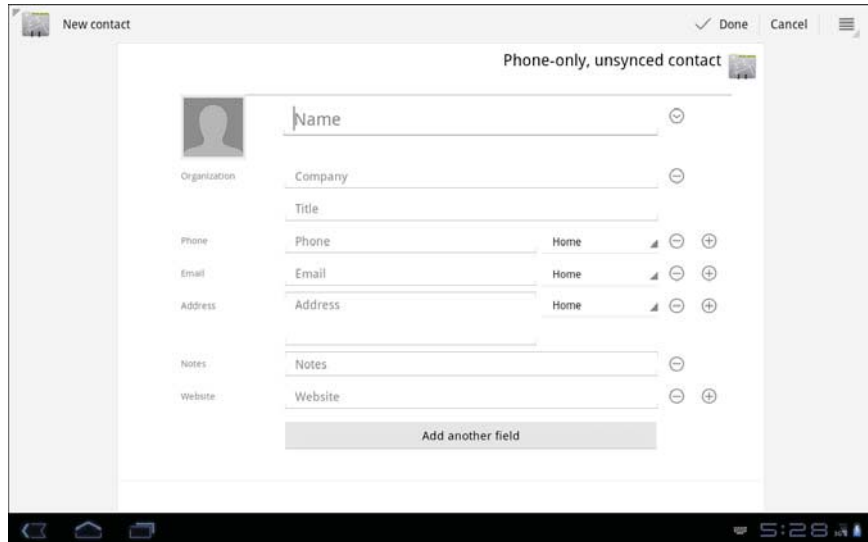 New contact Done Cancel
Phone-only, unsynced contact
Name
Organization Company
Title
Phone Phone Home
Email Email Home
Address Address Home
Notes Notes
Website Website
Add another field
5:28